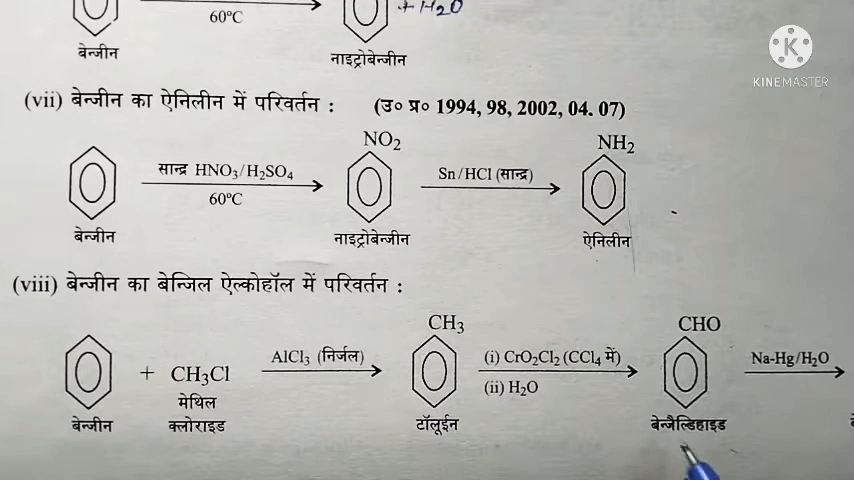 + H₂O
60°C
बेन्जीन
नाइट्रोबेन्जीन
KINEMASTER
(vii) बेन्जीन का ऐनिलीन में परिवर्तन : (उ० प्र० 1994, 98, 2002, 04. 07)
NO₂
NH₂
सान्द्र HNO₃/H₂SO₄
Sn/HCl (सान्द्र)
60°C
बेन्जीन
नाइट्रोबेन्जीन
ऐनिलीन
(viii) बेन्जीन का बेन्जिल ऐल्कोहॉल में परिवर्तन :
CH₃
CHO
AlCl₃ (निर्जल)
(i) CrO₂Cl₂ (CCl₄ में)
Na-Hg/H₂O
+ CH₃Cl
(ii) H₂O
मेथिल
बेन्जीन
क्लोराइड
टॉलूईन
बेन्जैल्डिहाइड